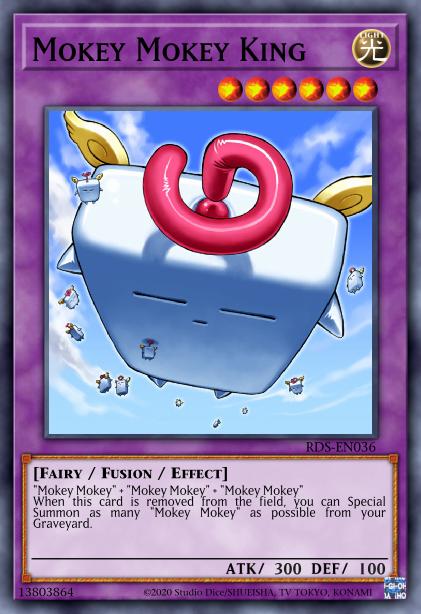 MOKEY MOKEY KING
LIGHT
光
RDS-EN036
[FAIRY / FUSION / EFFECT]
"Mokey Mokey" + "Mokey Mokey" + "Mokey Mokey"
When this card is removed from the field, you can Special
Summon as many "Mokey Mokey" as possible from your
Graveyard.
ATK/ 300 DEF/ 100
13803864
©2020 Studio Dice/SHUEISHA, TV TOKYO, KONAMI